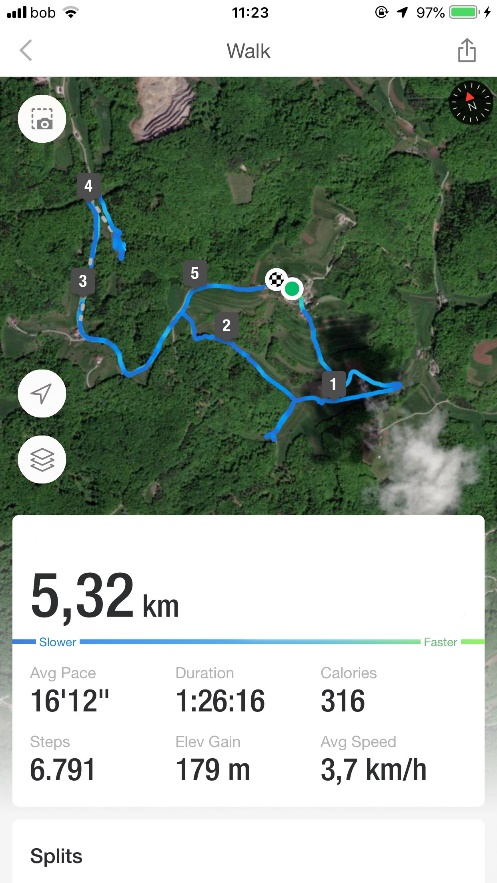 bob 11:23 97%
Walk
N
4
3
5
2
1
5,32 km
Slower Faster
Avg Pace Duration Calories
16'12" 1:26:16 316
Steps Elev Gain Avg Speed
6.791 179 m 3,7 km/h
Splits